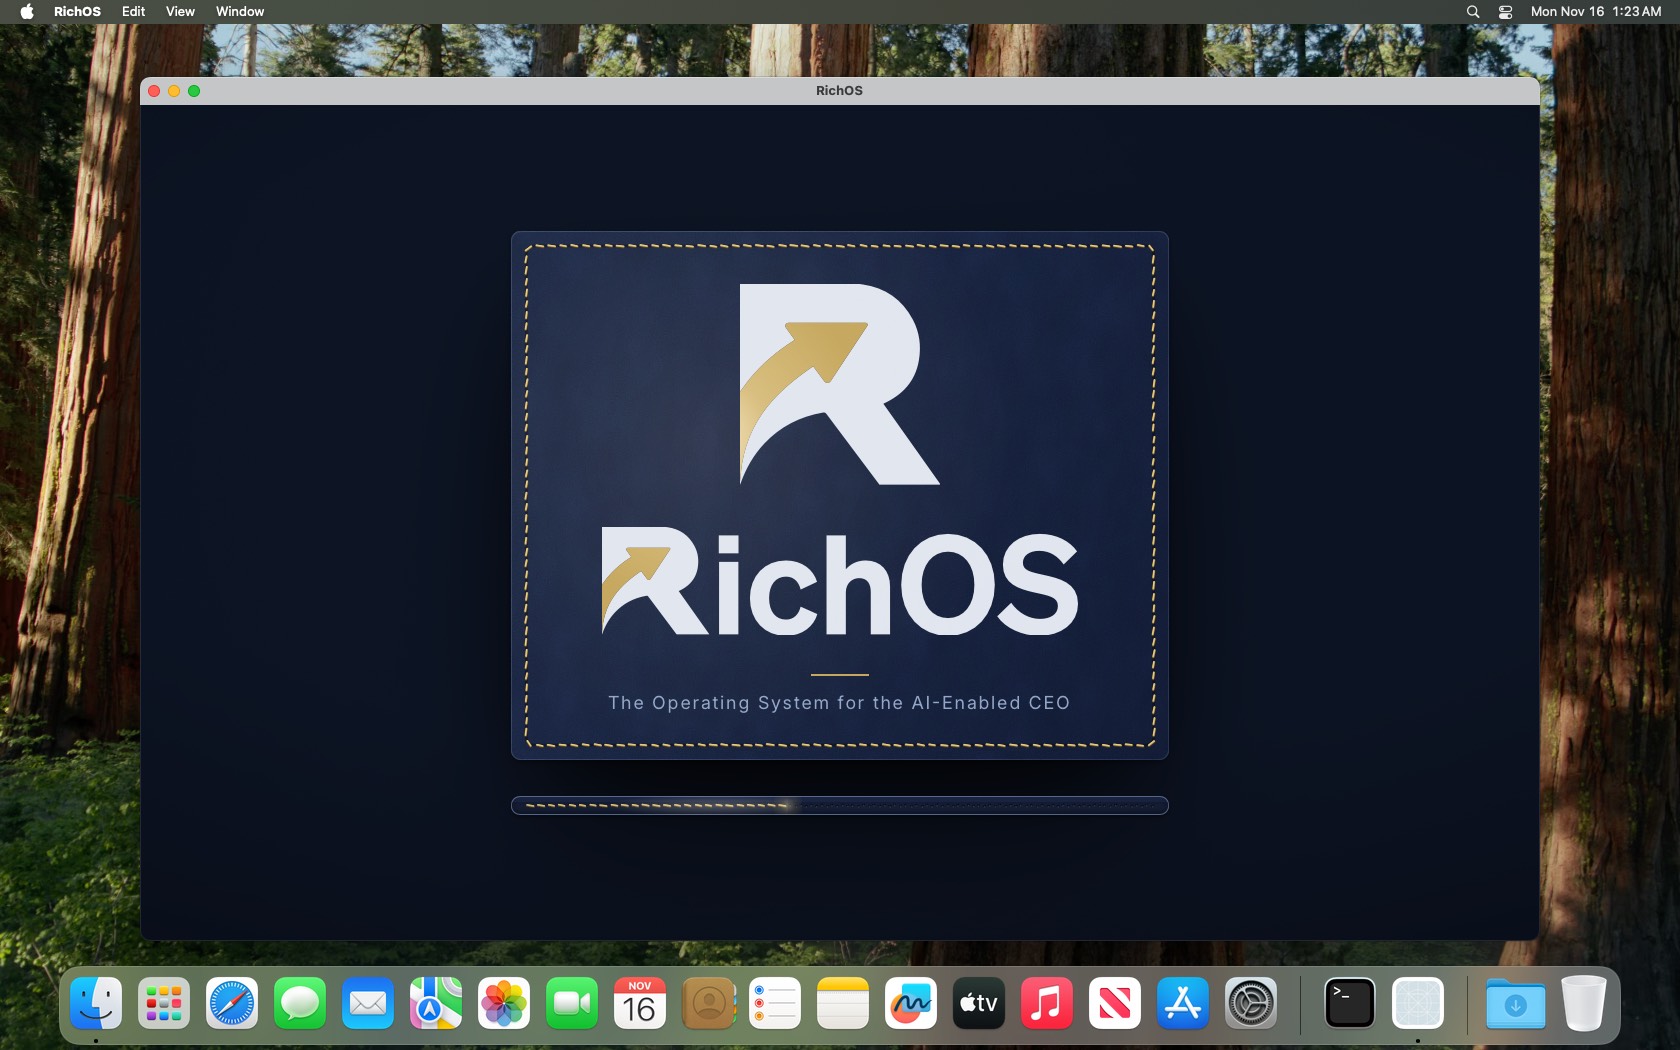 RichOS Edit View Window
Mon Nov 16 1:23 AM
RichOS
R
RichOS
The Operating System for the AI-Enabled CEO
NOV
16
tv
>_